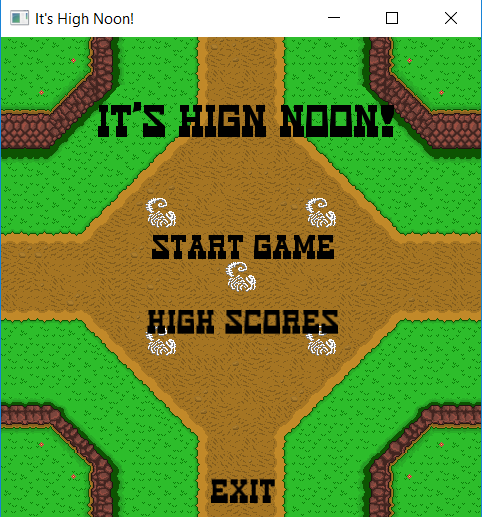 It's High Noon!
IT'S HIGN NOON!
START GAME
HIGH SCORES
EXIT